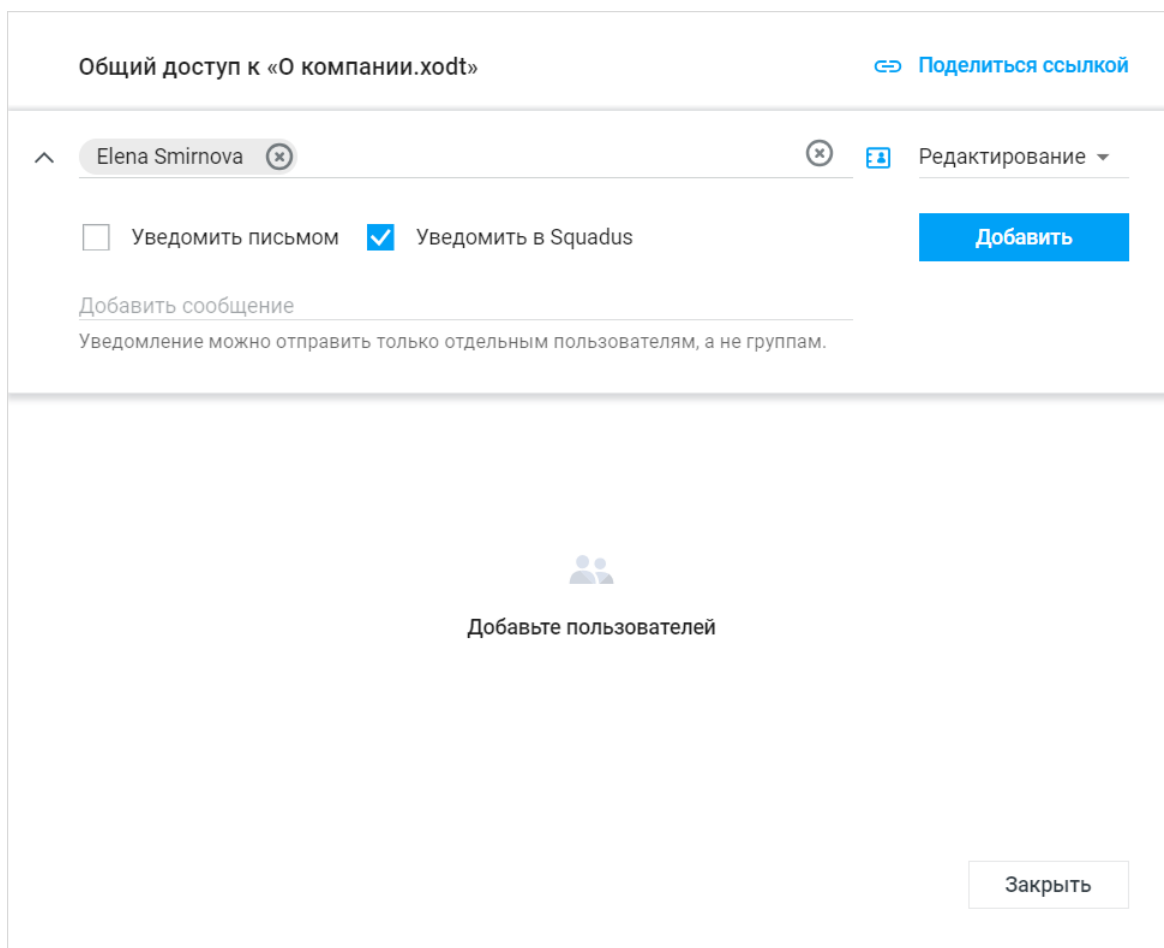 Общий доступ к «О компании.xodt» Поделиться ссылкой
Elena Smirnova Редактирование
Уведомить письмом Уведомить в Squadus Добавить
Добавить сообщение
Уведомление можно отправить только отдельным пользователям, а не группам.
Добавьте пользователей
Закрыть